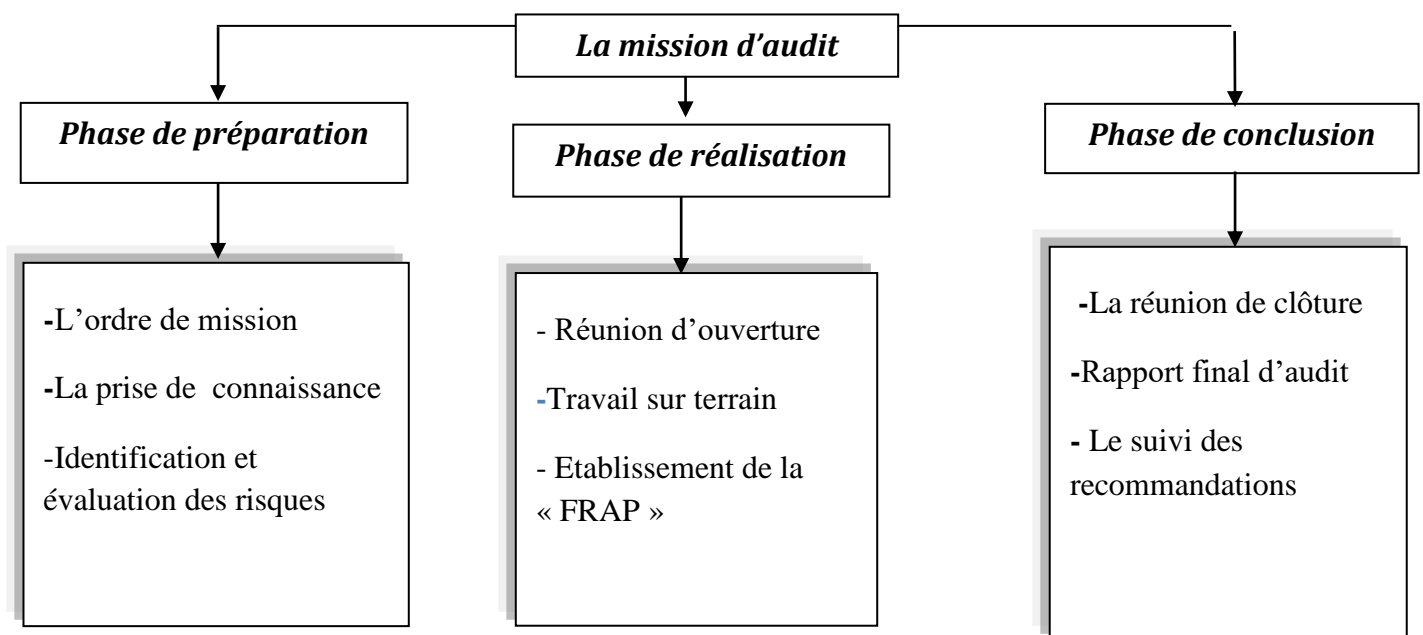 La mission d'audit
Phase de préparation
Phase de réalisation
Phase de conclusion
-L’ordre de mission
-La prise de connaissance
-Identification et
évaluation des risques
- Réunion d’ouverture
-Travail sur terrain
- Etablissement de la
« FRAP »
-La réunion de clôture
-Rapport final d’audit
- Le suivi des
recommandations